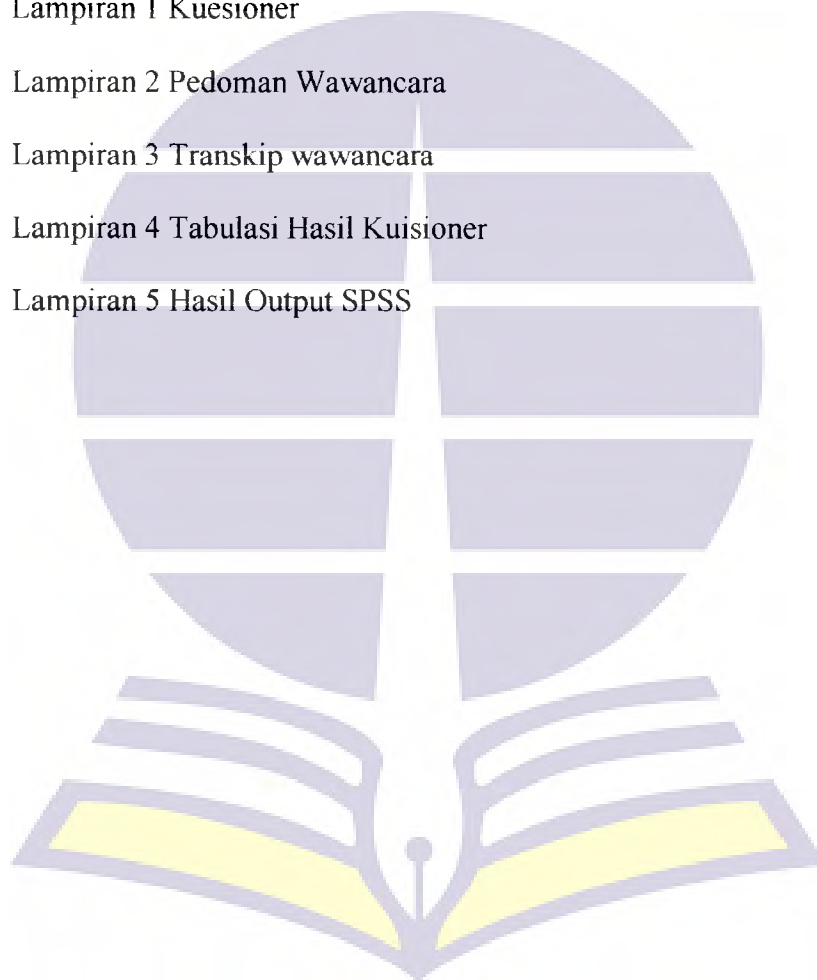 Lampiran 1 Kuesioner
Lampiran 2 Pedoman Wawancara
Lampiran 3 Transkip wawancara
Lampiran 4 Tabulasi Hasil Kuisioner
Lampiran 5 Hasil Output SPSS